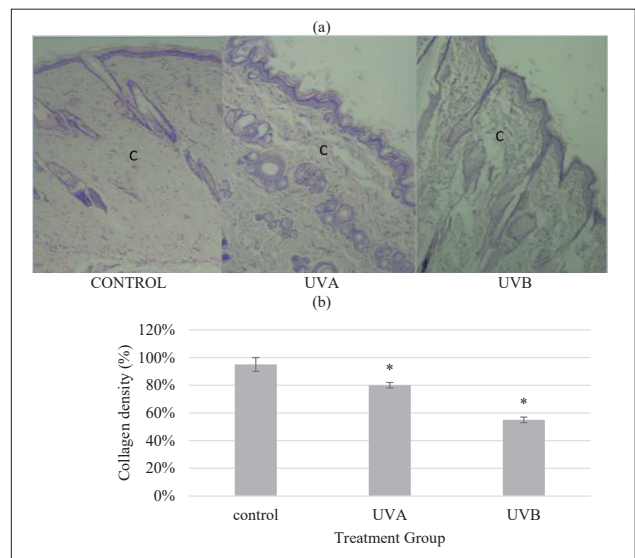 (a)
C
C
C
CONTROL UVA UVB
(b)
120%
100%
80%
60%
40%
20%
0%
Collagen density (%)
*
*
control UVA UVB
Treatment Group